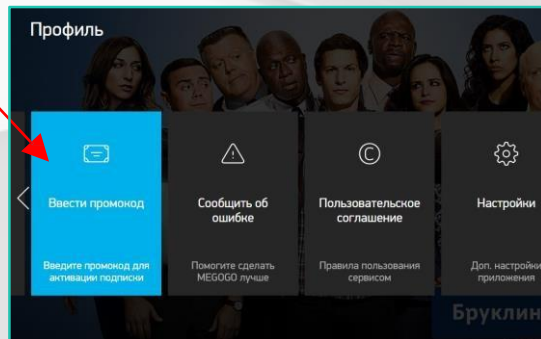 Профиль
Ввести промокод
Введите промокод для
активации подписки
Сообщить об
ошибке
Помогите сделать
MEGOGO лучше
Пользовательское
соглашение
Правила пользования
сервисом
Настройки
Доп. настройки
приложения
Бруклин